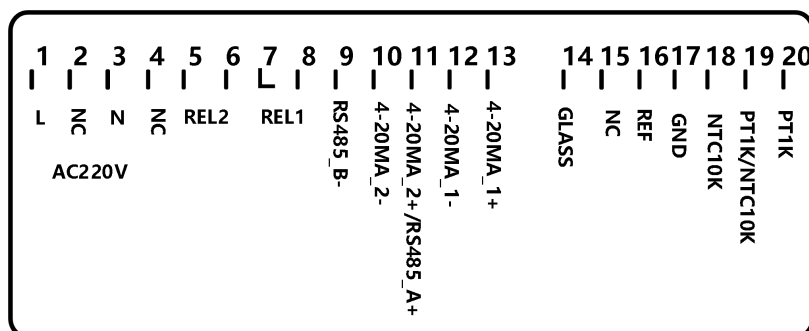 1 2 3 4 5 6 7 8 9 10 11 12 13 14 15 16 17 18 19 20
L NC N NC REL2 REL1 RS485_B- 4-20MA_2- 4-20MA_2+/RS485_A+ 4-20MA_1- 4-20MA_1+ GLASS NC REF GND NTC10K PT1K/NTC10K PT1K
AC220V